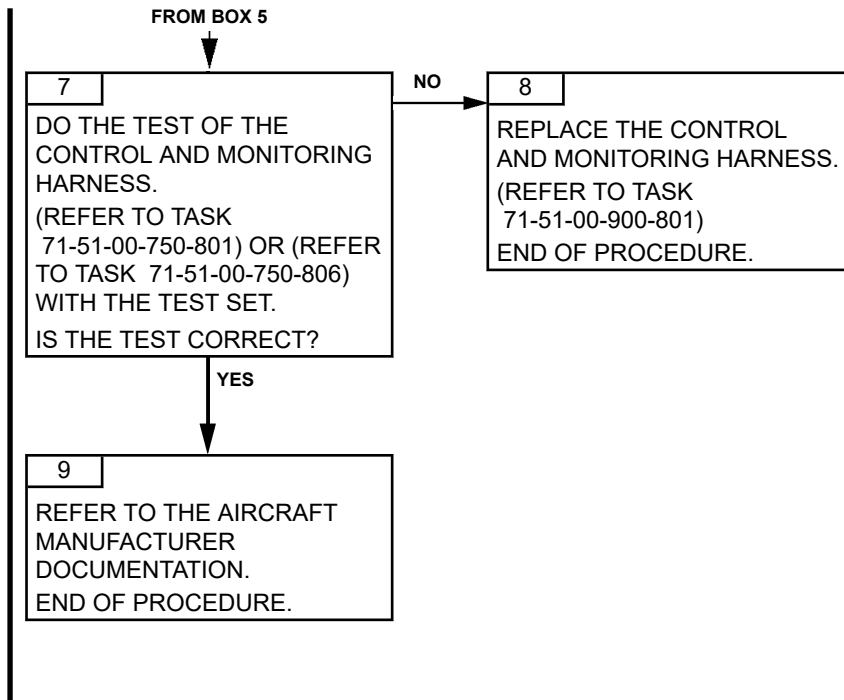 FROM BOX 5
7
DO THE TEST OF THE
CONTROL AND MONITORING
HARNESS.
(REFER TO TASK
71-51-00-750-801) OR (REFER
TO TASK 71-51-00-750-806)
WITH THE TEST SET.
IS THE TEST CORRECT?
NO
8
REPLACE THE CONTROL
AND MONITORING HARNESS.
(REFER TO TASK
71-51-00-900-801)
END OF PROCEDURE.
YES
9
REFER TO THE AIRCRAFT
MANUFACTURER
DOCUMENTATION.
END OF PROCEDURE.